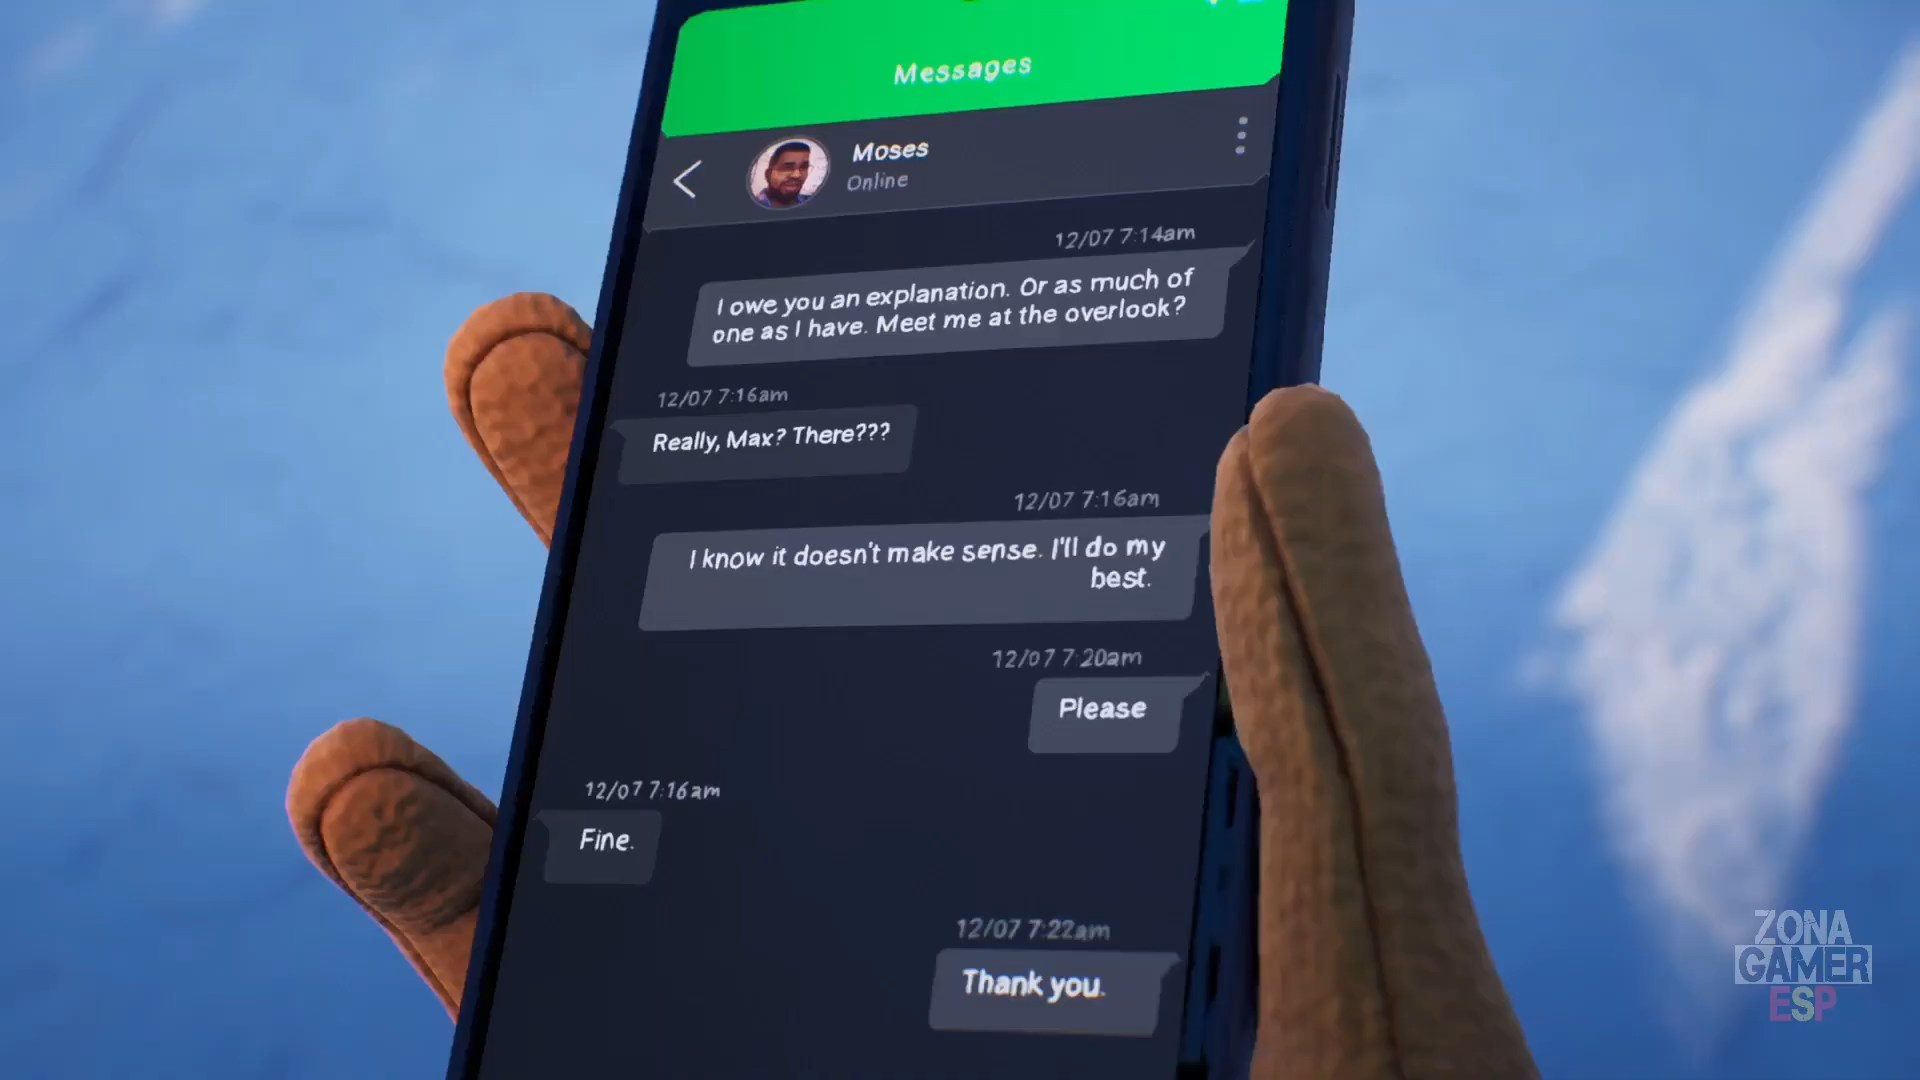 Messages
Moses
Online
12/07 7:14am
I owe you an explanation. Or as much of
one as I have. Meet me at the overlook?
12/07 7:16am
Really, Max? There???
12/07 7:16am
I know it doesn't make sense. I'll do my
best.
12/07 7:20am
Please
12/07 7:16am
Fine.
12/07 7:22am
Thank you.
ZONA
GAMER
ESP